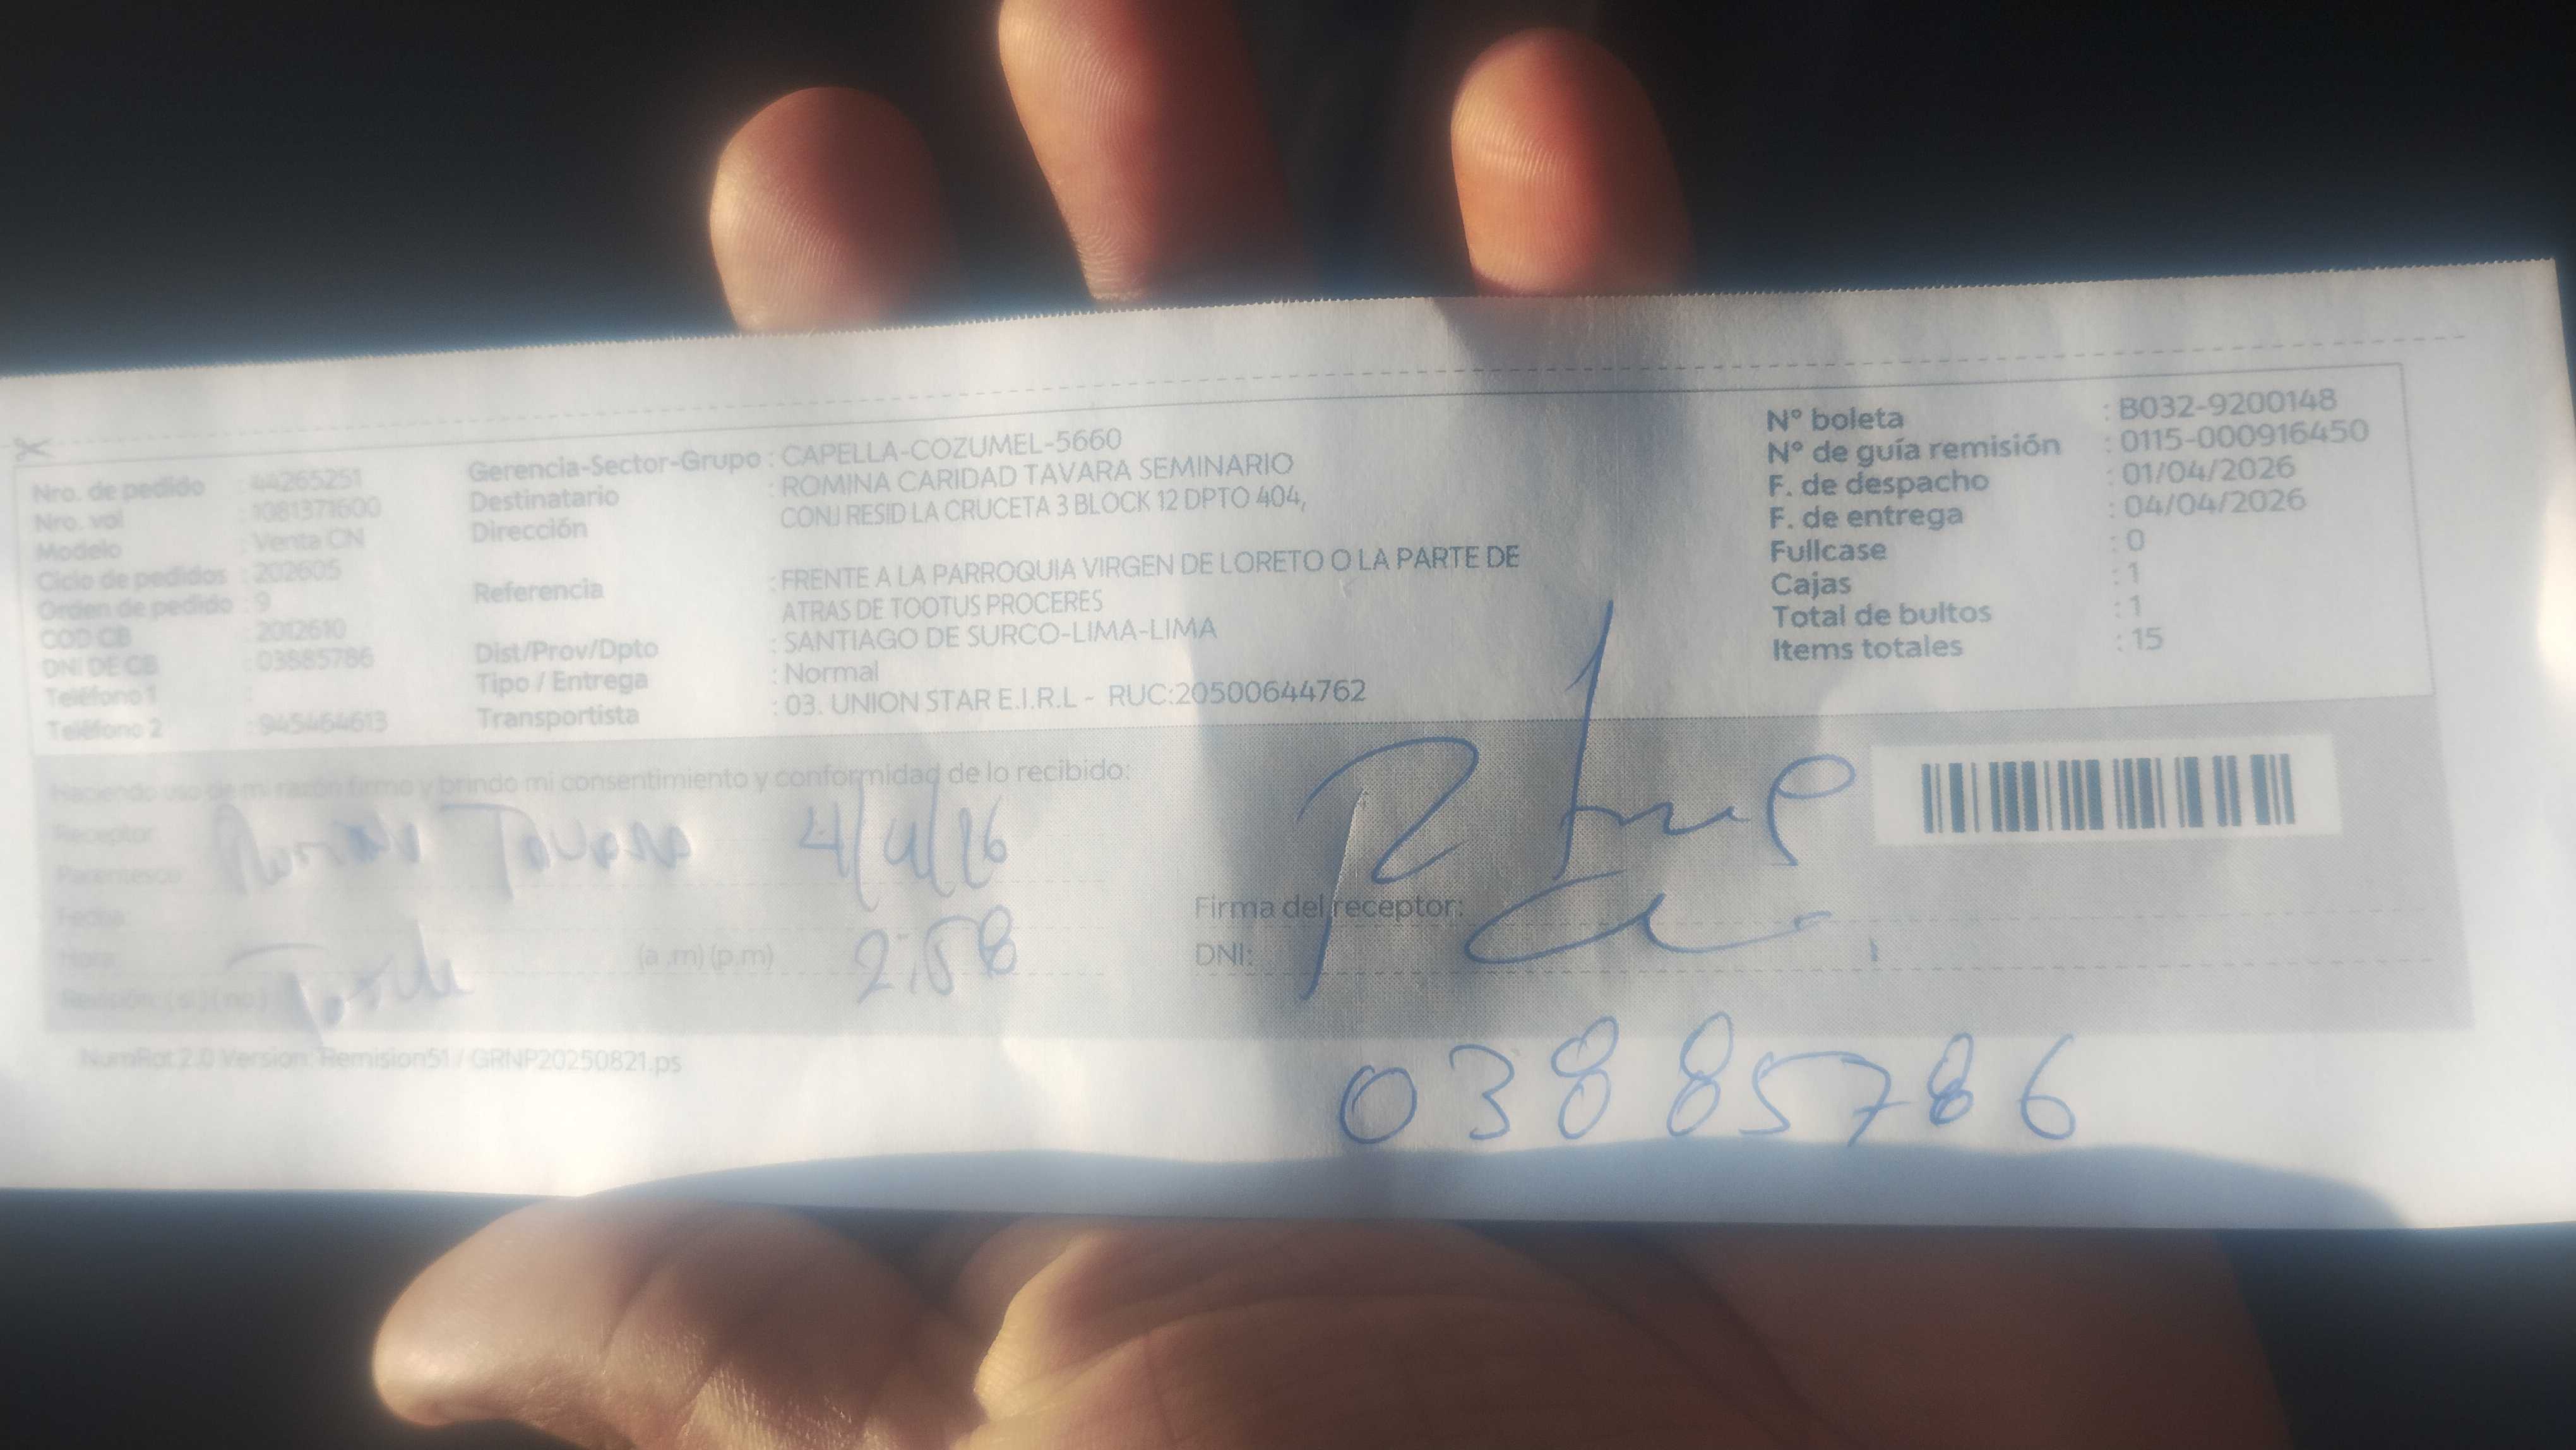 Nro. de pedido : 44265251
Nro. vol : 1081371600
Modelo : Venta CN
Ciclo de pedidos : 202605
Orden de pedido : 9
COD CB : 2012610
DNI DE CB : 03885786
Teléfono 1 :
Teléfono 2 : 945464613
Gerencia-Sector-Grupo : CAPELLA-COZUMEL-5660
Destinatario : ROMINA CARIDAD TAVARA SEMINARIO
Dirección : CONJ RESID LA CRUCETA 3 BLOCK 12 DPTO 404,
Referencia : FRENTE A LA PARROQUIA VIRGEN DE LORETO O LA PARTE DE
ATRAS DE TOOTUS PROCERES
Dist/Prov/Dpto : SANTIAGO DE SURCO-LIMA-LIMA
Tipo / Entrega : Normal
Transportista : 03. UNION STAR E.I.R.L - RUC:20500644762
N° boleta : B032-9200148
N° de guía remisión : 0115-000916450
F. de despacho : 01/04/2026
F. de entrega : 04/04/2026
Fullcase : 0
Cajas : 1
Total de bultos : 1
Items totales : 15
Haciendo uso de mi razón firmo y brindo mi consentimiento y conformidad de lo recibido:
Receptor:
Tavara 4/4/26
Parentesco:
Fecha:
Hora: (a.m) (p.m) 2:58
Firma del receptor:
DNI:
03885786
NumRot 2.0 Version: Remision51 / GRNP20250821.ps